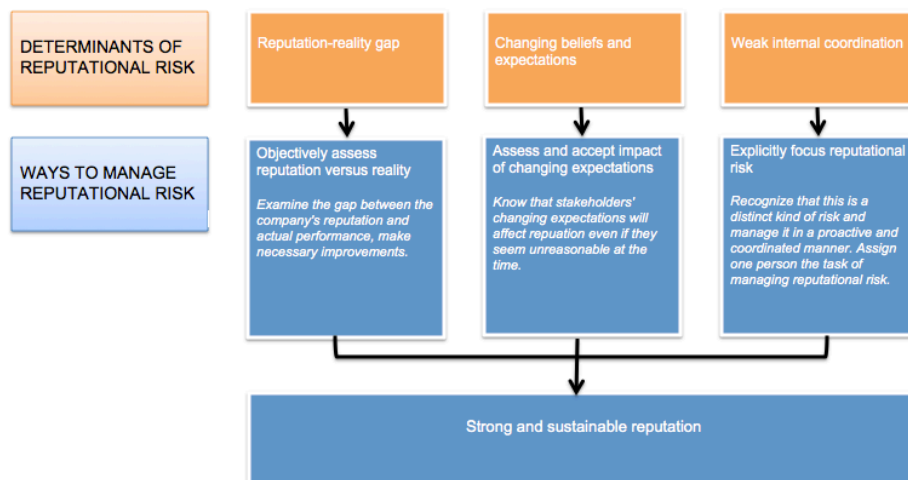 DETERMINANTS OF
REPUTATIONAL RISK
Reputation-reality gap
Changing beliefs and
expectations
Weak internal coordination
WAYS TO MANAGE
REPUTATIONAL RISK
Objectively assess
reputation versus reality
Examine the gap between the
company's reputation and
actual performance, make
necessary improvements.
Assess and accept impact
of changing expectations
Know that stakeholders'
changing expectations will
affect repuation even if they
seem unreasonable at the
time.
Explicitly focus reputational
risk
Recognize that this is a
distinct kind of risk and
manage it in a proactive and
coordinated manner. Assign
one person the task of
managing reputational risk.
Strong and sustainable reputation